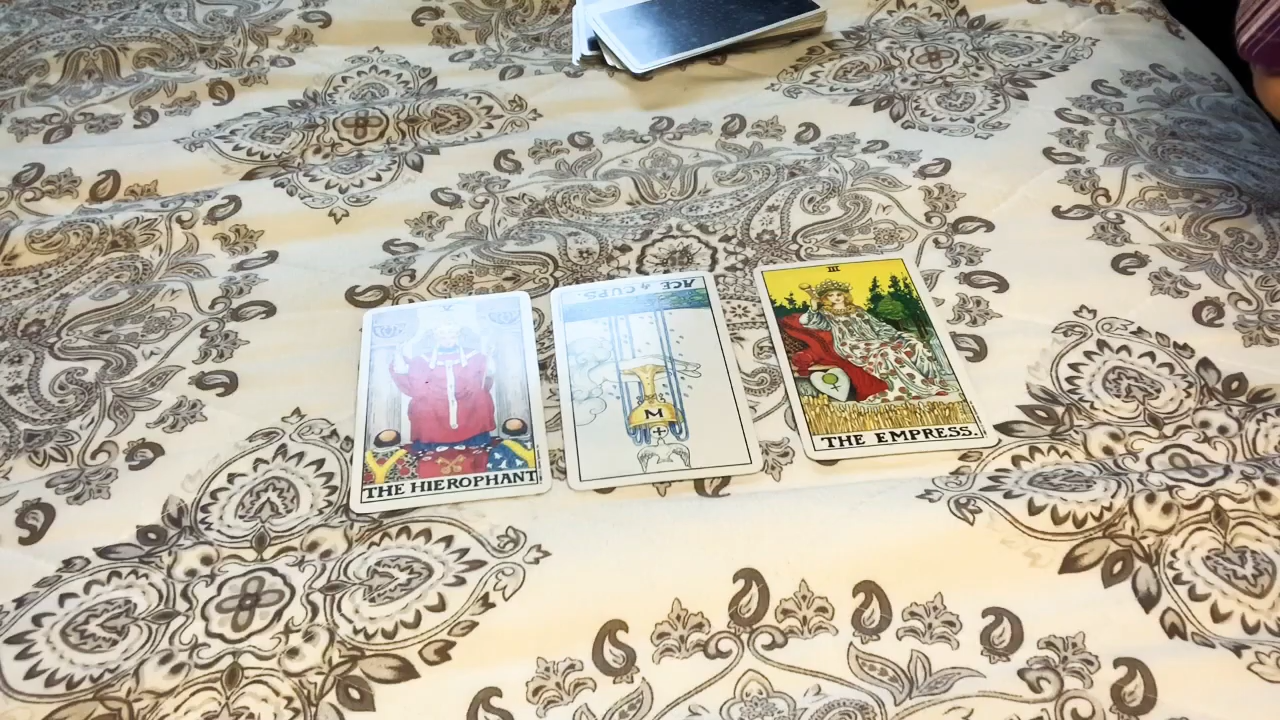 V
THE HIEROPHANT
ACE of CUPS.
M
III
THE EMPRESS.